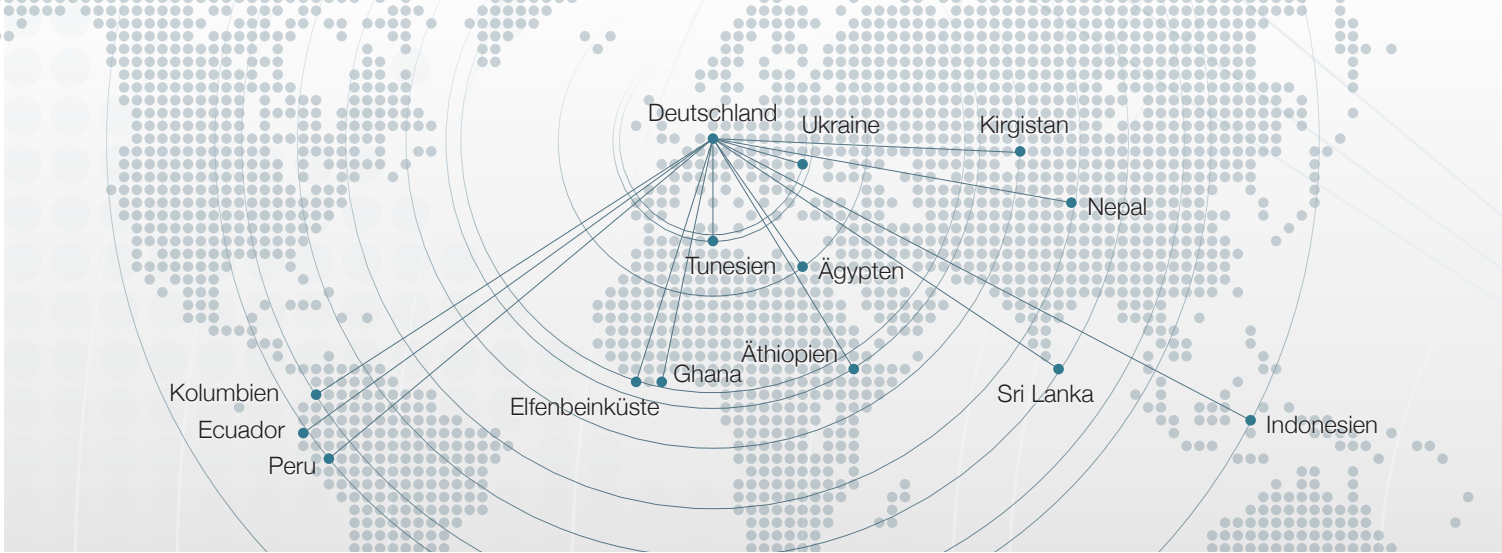 Deutschland
Ukraine
Kirgistan
Nepal
Tunesien
Ägypten
Äthiopien
Ghana
Elfenbeinküste
Kolumbien
Ecuador
Peru
Sri Lanka
Indonesien